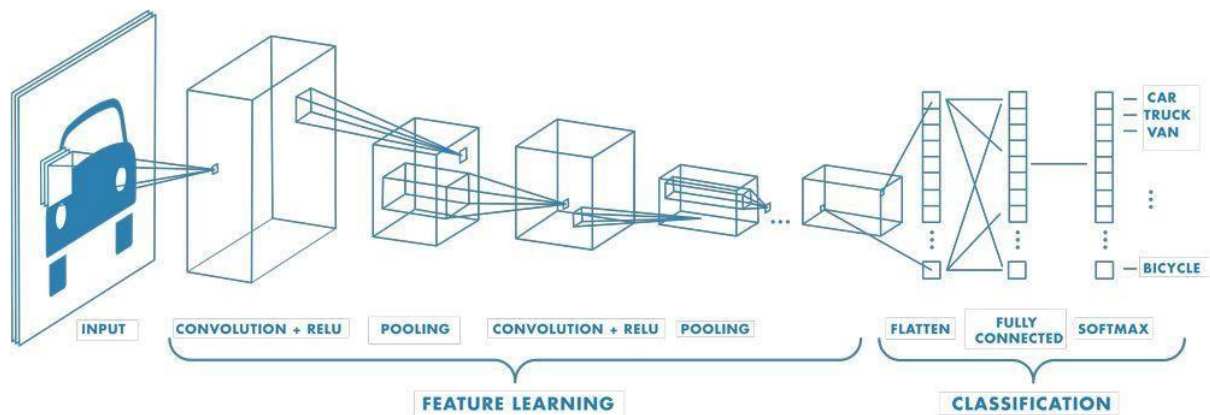 CAR
TRUCK
VAN
BICYCLE
INPUT
CONVOLUTION + RELU
POOLING
CONVOLUTION + RELU
POOLING
FLATTEN
FULLY
CONNECTED
SOFTMAX
FEATURE LEARNING
CLASSIFICATION